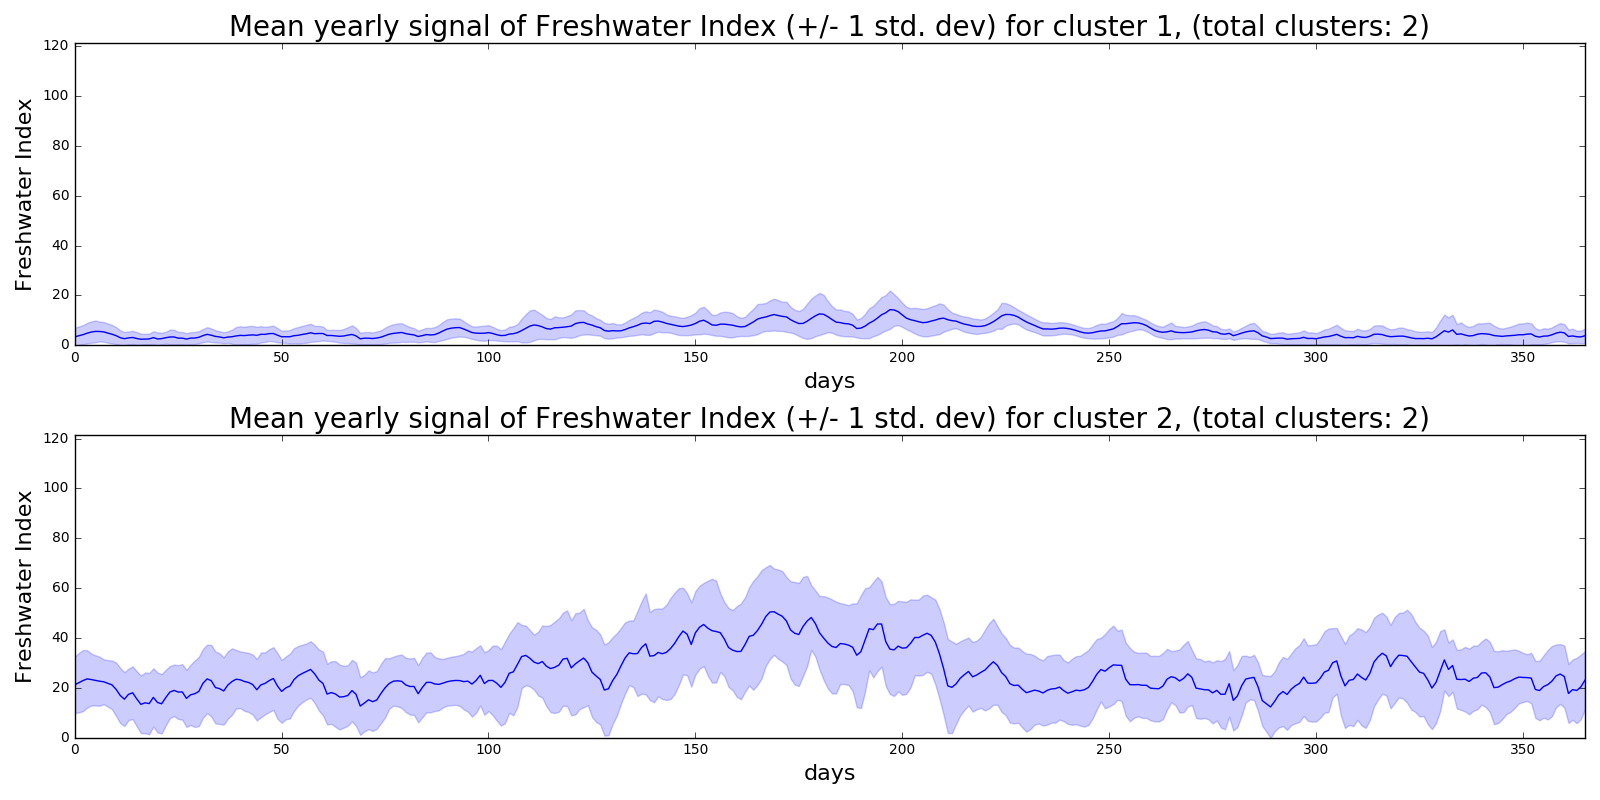 Mean yearly signal of Freshwater Index (+/- 1 std. dev) for cluster 1, (total clusters: 2)
Freshwater Index
120
100
80
60
40
20
0
0 50 100 150 200 250 300 350
days
Mean yearly signal of Freshwater Index (+/- 1 std. dev) for cluster 2, (total clusters: 2)
Freshwater Index
120
100
80
60
40
20
0
0 50 100 150 200 250 300 350
days